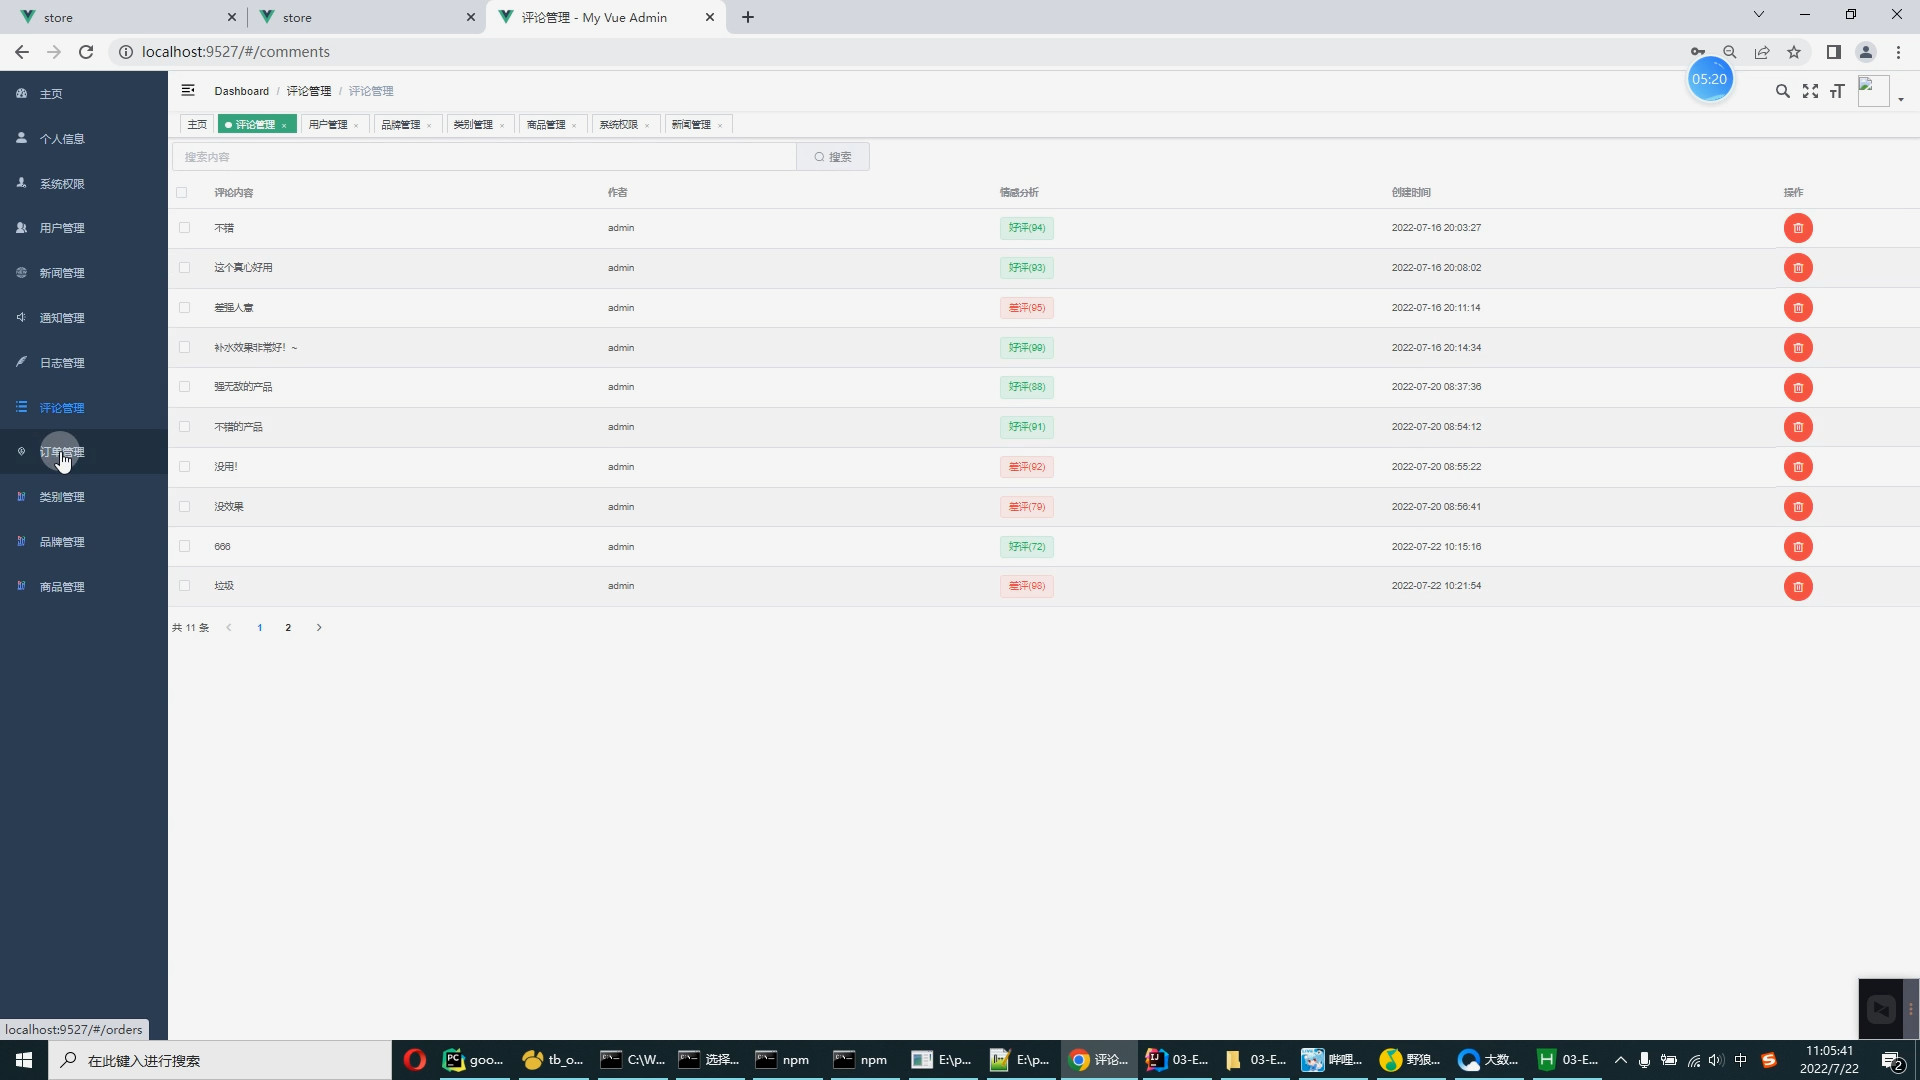 store
store
评论管理 - My Vue Admin
localhost:9527/#/comments
05:20
主页
个人信息
系统权限
用户管理
新闻管理
通知管理
日志管理
评论管理
订单管理
类别管理
品牌管理
商品管理
Dashboard / 评论管理 / 评论管理
主页 评论管理 用户管理 品牌管理 类别管理 商品管理 系统权限 新闻管理
搜索内容 搜索
评论内容 作者 情感分析 创建时间 操作
不错 admin 好评(94) 2022-07-16 20:03:27
这个真心好用 admin 好评(93) 2022-07-16 20:08:02
差强人意 admin 差评(95) 2022-07-16 20:11:14
补水效果非常好！~ admin 好评(99) 2022-07-16 20:14:34
强无敌的产品 admin 好评(88) 2022-07-20 08:37:36
不错的产品 admin 好评(91) 2022-07-20 08:54:12
没用！ admin 差评(92) 2022-07-20 08:55:22
没效果 admin 差评(79) 2022-07-20 08:56:41
666 admin 好评(72) 2022-07-22 10:15:16
垃圾 admin 差评(98) 2022-07-22 10:21:54
共 11 条 1 2
localhost:9527/#/orders
在此键入进行搜索 goo... tb_o... C:\W... 选择... npm npm E:\p... E:\p... 评论... 03-E... 03-E... 哔哩... 野狼... 大数... 03-E... 中
11:05:41
2022/7/22
2